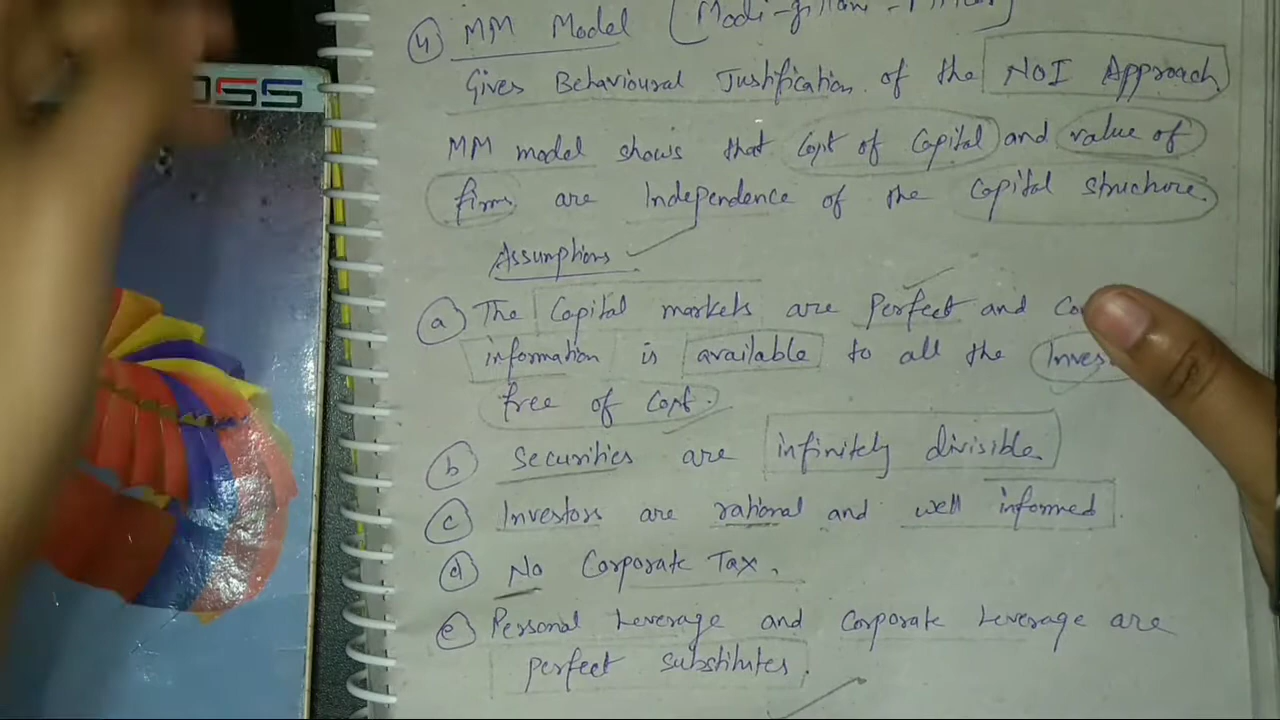 OSS
4 MM Model
Gives Behavioural Justification of the NOI Approach
MM model shows that Cost of Capital and value of
firms are Independence of the Capital structure.
Assumptions
a The Capital markets are Perfect and
information is available to all the Inves
free of Cost.
b Securities are infinitely divisible
c Investors are rational and well informed
d No Corporate Tax.
e Personal Leverage and Corporate Leverage are
perfect substitutes.